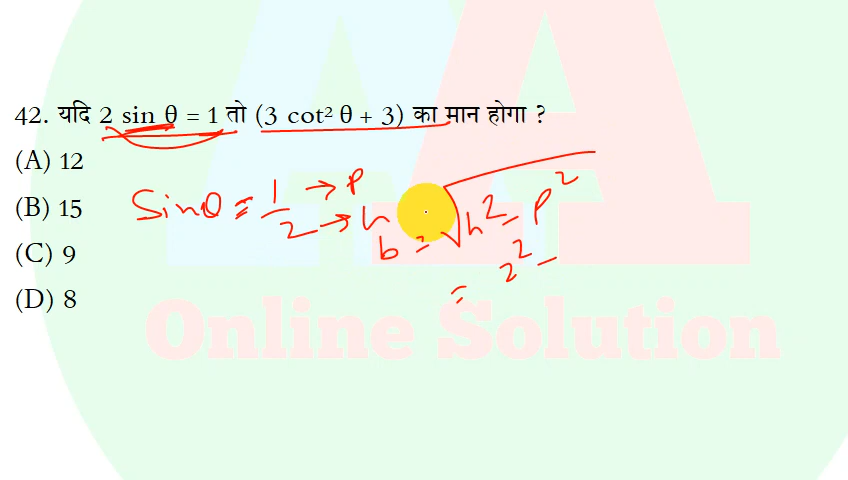 42. यदि 2 sin θ = 1 तो (3 cot² θ + 3) का मान होगा ?
(A) 12
(B) 15
(C) 9
(D) 8
Sinθ = 1/2 → p → h
b = √h² - p²
= 2² -
Online Solution